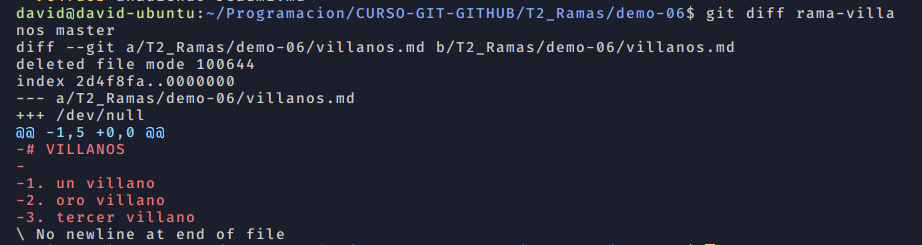 david@david-ubuntu:~/Programacion/CURSO-GIT-GITHUB/T2_Ramas/demo-06$ git diff rama-villa
nos master
diff --git a/T2_Ramas/demo-06/villanos.md b/T2_Ramas/demo-06/villanos.md
deleted file mode 100644
index 2d4f8fa..0000000
--- a/T2_Ramas/demo-06/villanos.md
+++ /dev/null
@@ -1,5 +0,0 @@
-# VILLANOS
-
-1. un villano
-2. oro villano
-3. tercer villano
\ No newline at end of file